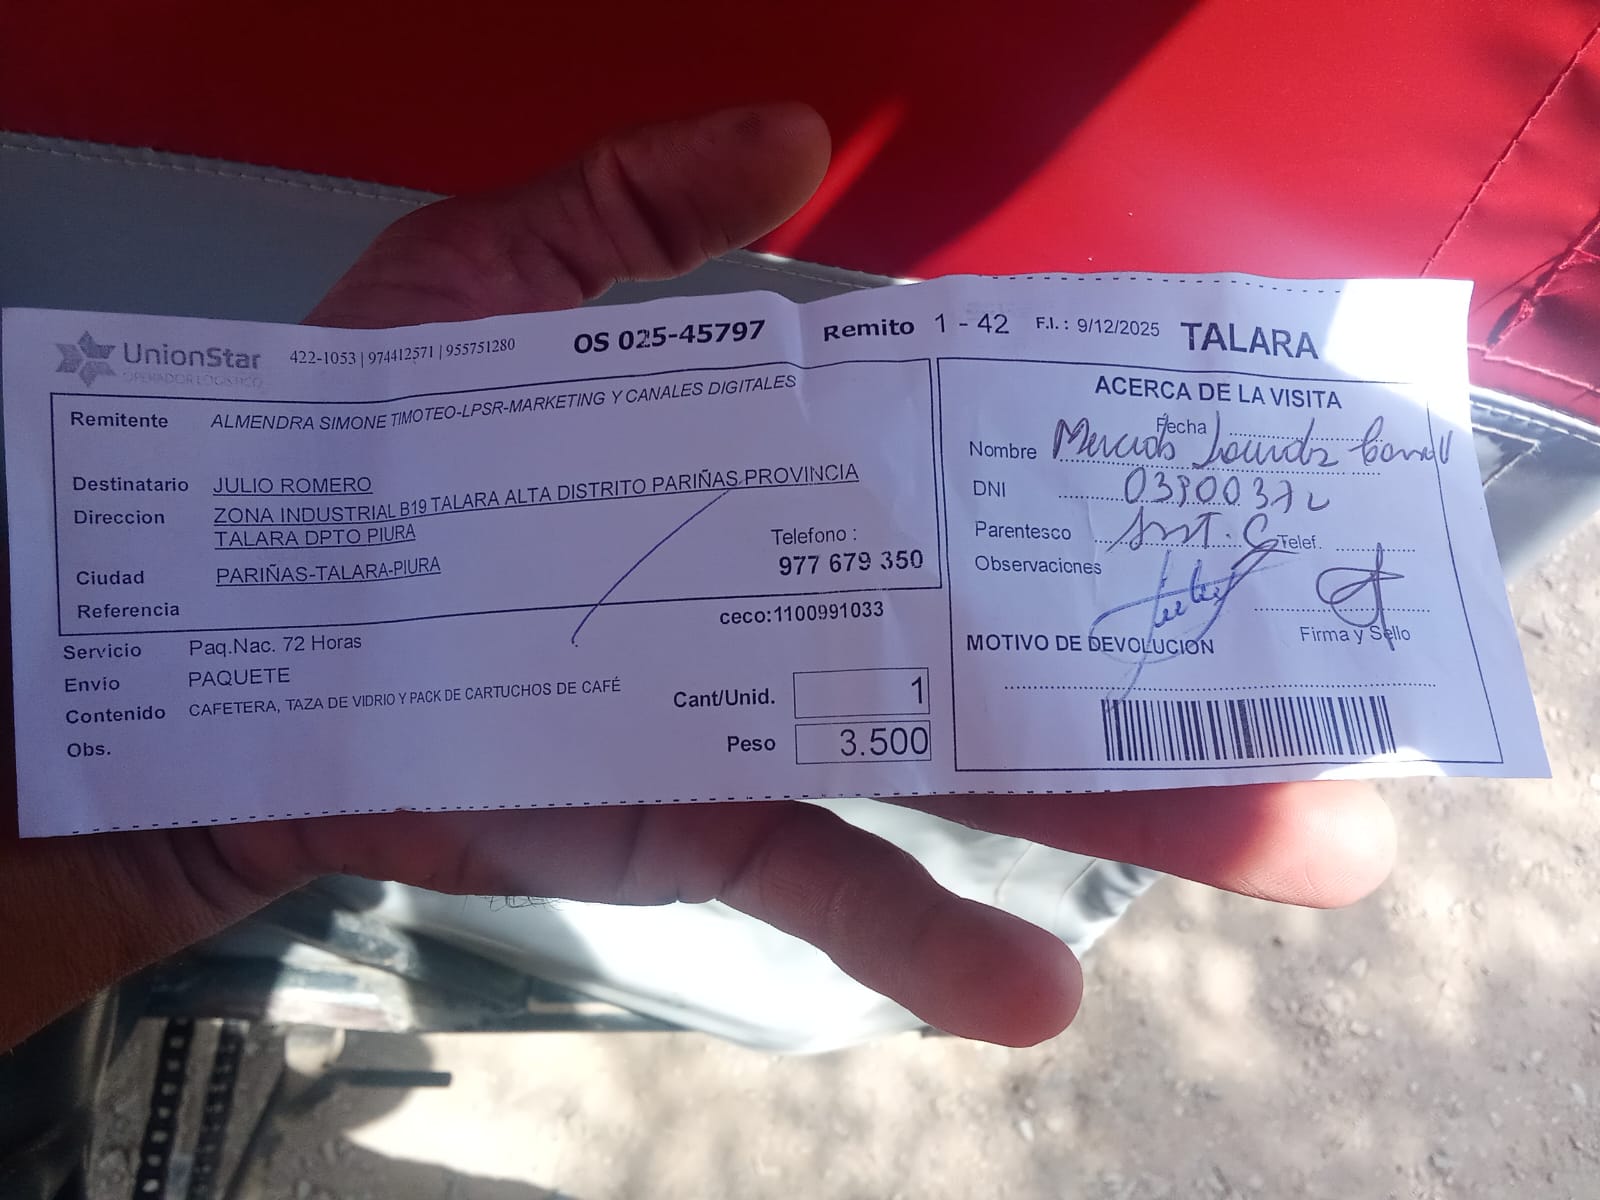 UnionStar
OPERADOR LOGISTICO
422-1053 | 974412571 | 955751280
OS 025-45797
Remito 1 - 42
F.I.: 9/12/2025
TALARA
Remitente ALMENDRA SIMONE TIMOTEO-LPSR-MARKETING Y CANALES DIGITALES
Destinatario JULIO ROMERO
Direccion ZONA INDUSTRIAL B19 TALARA ALTA DISTRITO PARIÑAS PROVINCIA
TALARA DPTO PIURA
Telefono :
977 679 350
Ciudad PARIÑAS-TALARA-PIURA
Referencia
ceco:1100991033
Servicio Paq.Nac. 72 Horas
Envio PAQUETE
Contenido CAFETERA, TAZA DE VIDRIO Y PACK DE CARTUCHOS DE CAFÉ
Obs.
Cant/Unid. 1
Peso 3.500
ACERCA DE LA VISITA
Fecha
Nombre
DNI
Parentesco Telef.
Observaciones
Firma y Sello
MOTIVO DE DEVOLUCION